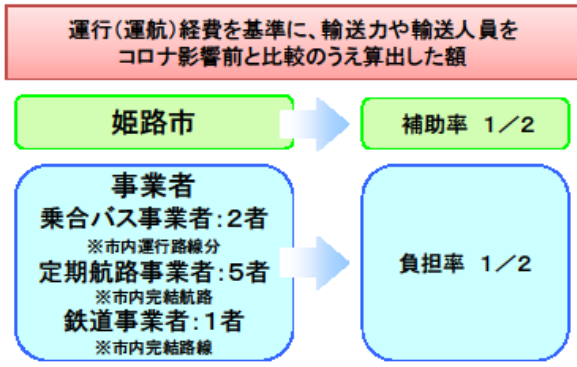 運行(運航)経費を基準に、輸送力や輸送人員を
コロナ影響前と比較のうえ算出した額
姫路市
補助率 1/2
事業者
乗合バス事業者:2者
※市内運行路線分
定期航路事業者:5者
※市内完結航路
鉄道事業者:1者
※市内完結路線
負担率 1/2